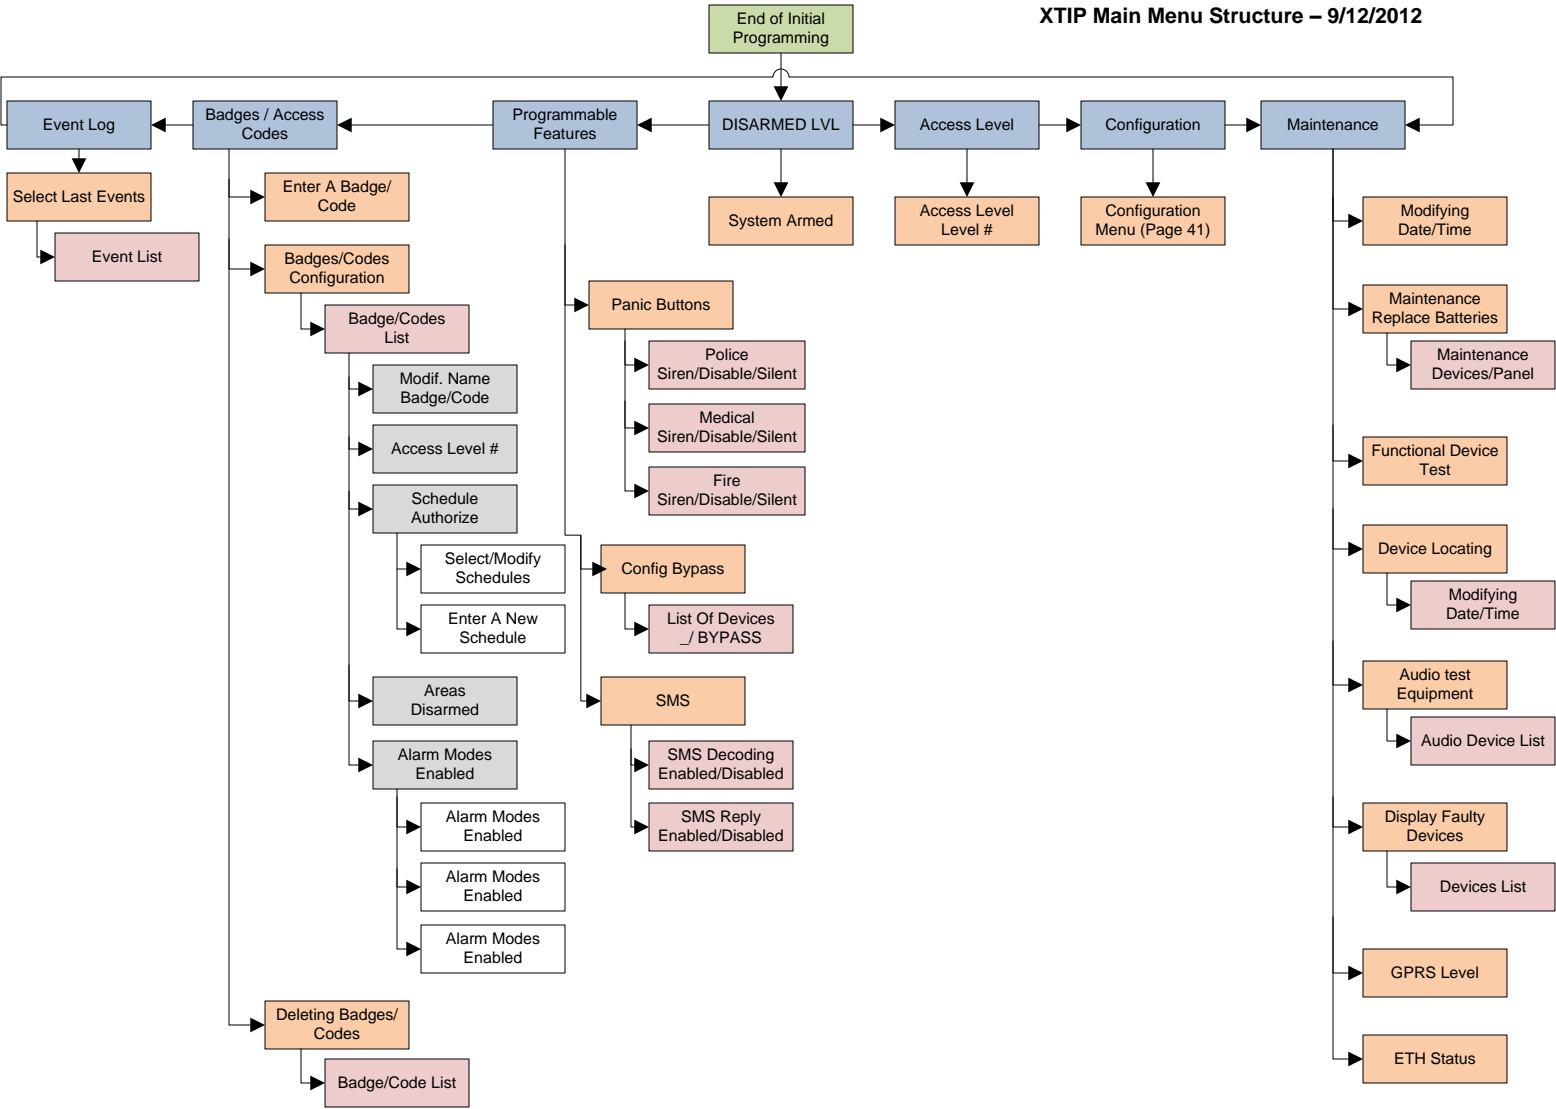 XTIP Main Menu Structure – 9/12/2012
End of Initial
Programming
Event Log
Badges / Access
Codes
Programmable
Features
DISARMED LVL
Access Level
Configuration
Maintenance
Select Last Events
Event List
Enter A Badge/
Code
Badges/Codes
Configuration
Badge/Codes
List
Modif. Name
Badge/Code
Access Level #
Schedule
Authorize
Select/Modify
Schedules
Enter A New
Schedule
Areas
Disarmed
Alarm Modes
Enabled
Alarm Modes
Enabled
Alarm Modes
Enabled
Alarm Modes
Enabled
Deleting Badges/
Codes
Badge/Code List
Panic Buttons
Police
Siren/Disable/Silent
Medical
Siren/Disable/Silent
Fire
Siren/Disable/Silent
Config Bypass
List Of Devices
_/ BYPASS
SMS
SMS Decoding
Enabled/Disabled
SMS Reply
Enabled/Disabled
System Armed
Access Level
Level #
Configuration
Menu (Page 41)
Modifying
Date/Time
Maintenance
Replace Batteries
Maintenance
Devices/Panel
Functional Device
Test
Device Locating
Modifying
Date/Time
Audio test
Equipment
Audio Device List
Display Faulty
Devices
Devices List
GPRS Level
ETH Status